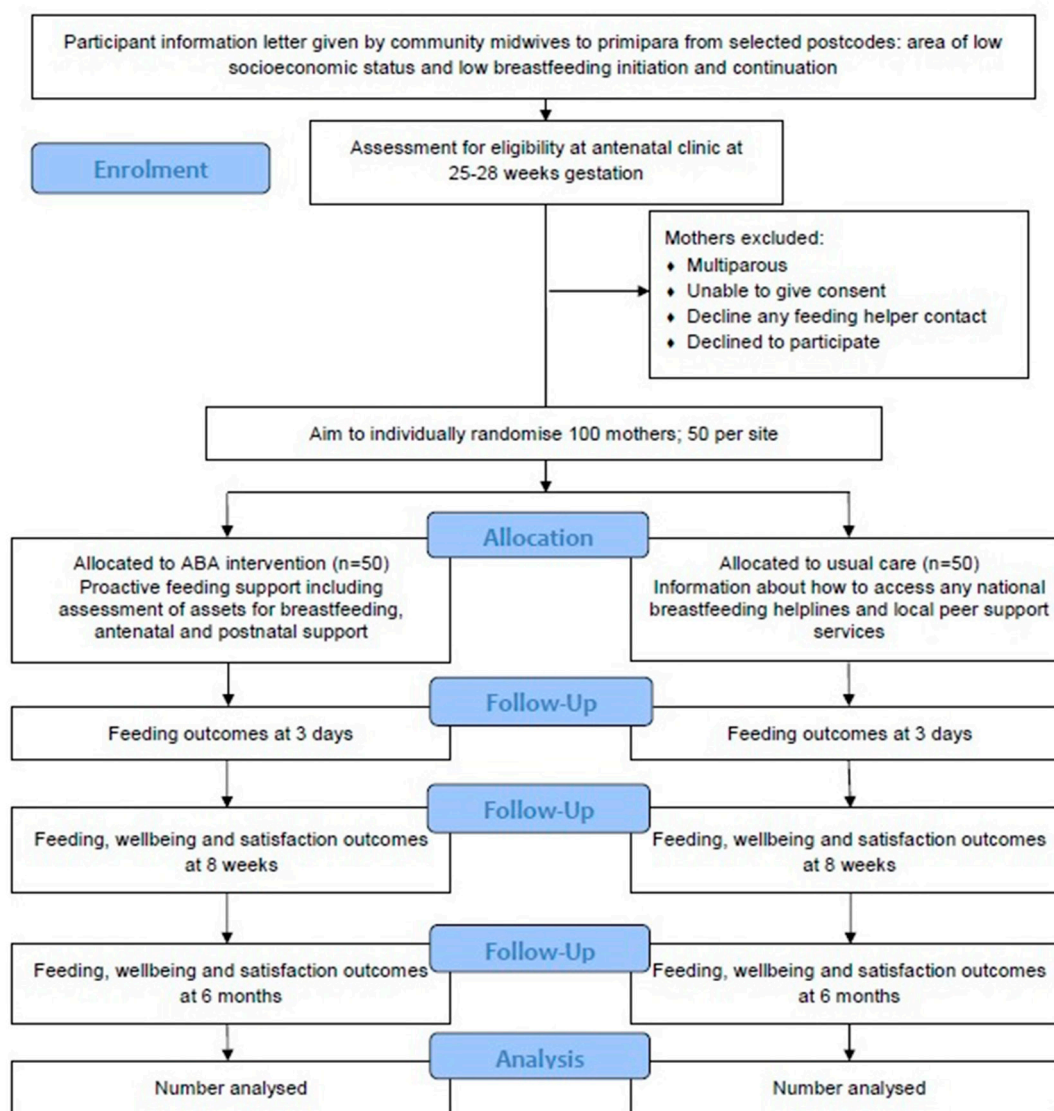 Participant information letter given by community midwives to primipara from selected postcodes: area of low
socioeconomic status and low breastfeeding initiation and continuation
Enrolment
Assessment for eligibility at antenatal clinic at
25-28 weeks gestation
Mothers excluded:
♦ Multiparous
♦ Unable to give consent
♦ Decline any feeding helper contact
♦ Declined to participate
Aim to individually randomise 100 mothers; 50 per site
Allocation
Allocated to ABA intervention (n=50)
Proactive feeding support including
assessment of assets for breastfeeding,
antenatal and postnatal support
Allocated to usual care (n=50)
Information about how to access any national
breastfeeding helplines and local peer support
services
Follow-Up
Feeding outcomes at 3 days
Feeding outcomes at 3 days
Follow-Up
Feeding, wellbeing and satisfaction outcomes
at 8 weeks
Feeding, wellbeing and satisfaction outcomes
at 8 weeks
Follow-Up
Feeding, wellbeing and satisfaction outcomes
at 6 months
Feeding, wellbeing and satisfaction outcomes
at 6 months
Analysis
Number analysed
Number analysed